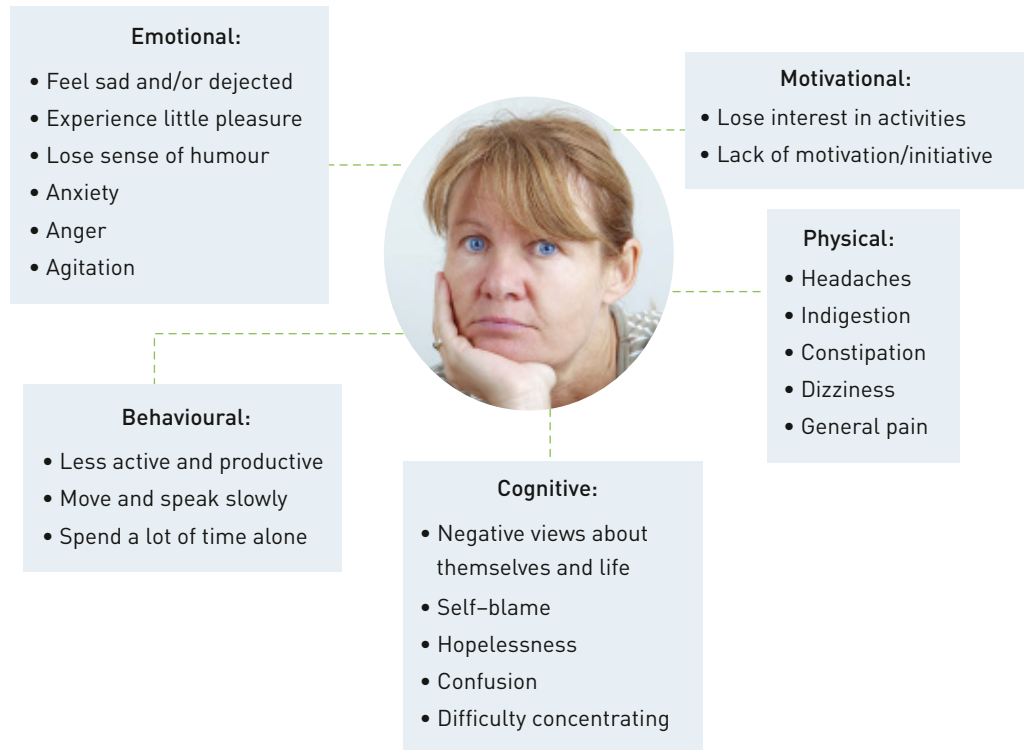 Emotional:
• Feel sad and/or dejected
• Experience little pleasure
• Lose sense of humour
• Anxiety
• Anger
• Agitation
Motivational:
• Lose interest in activities
• Lack of motivation/initiative
Physical:
• Headaches
• Indigestion
• Constipation
• Dizziness
• General pain
Behavioural:
• Less active and productive
• Move and speak slowly
• Spend a lot of time alone
Cognitive:
• Negative views about
themselves and life
• Self–blame
• Hopelessness
• Confusion
• Difficulty concentrating